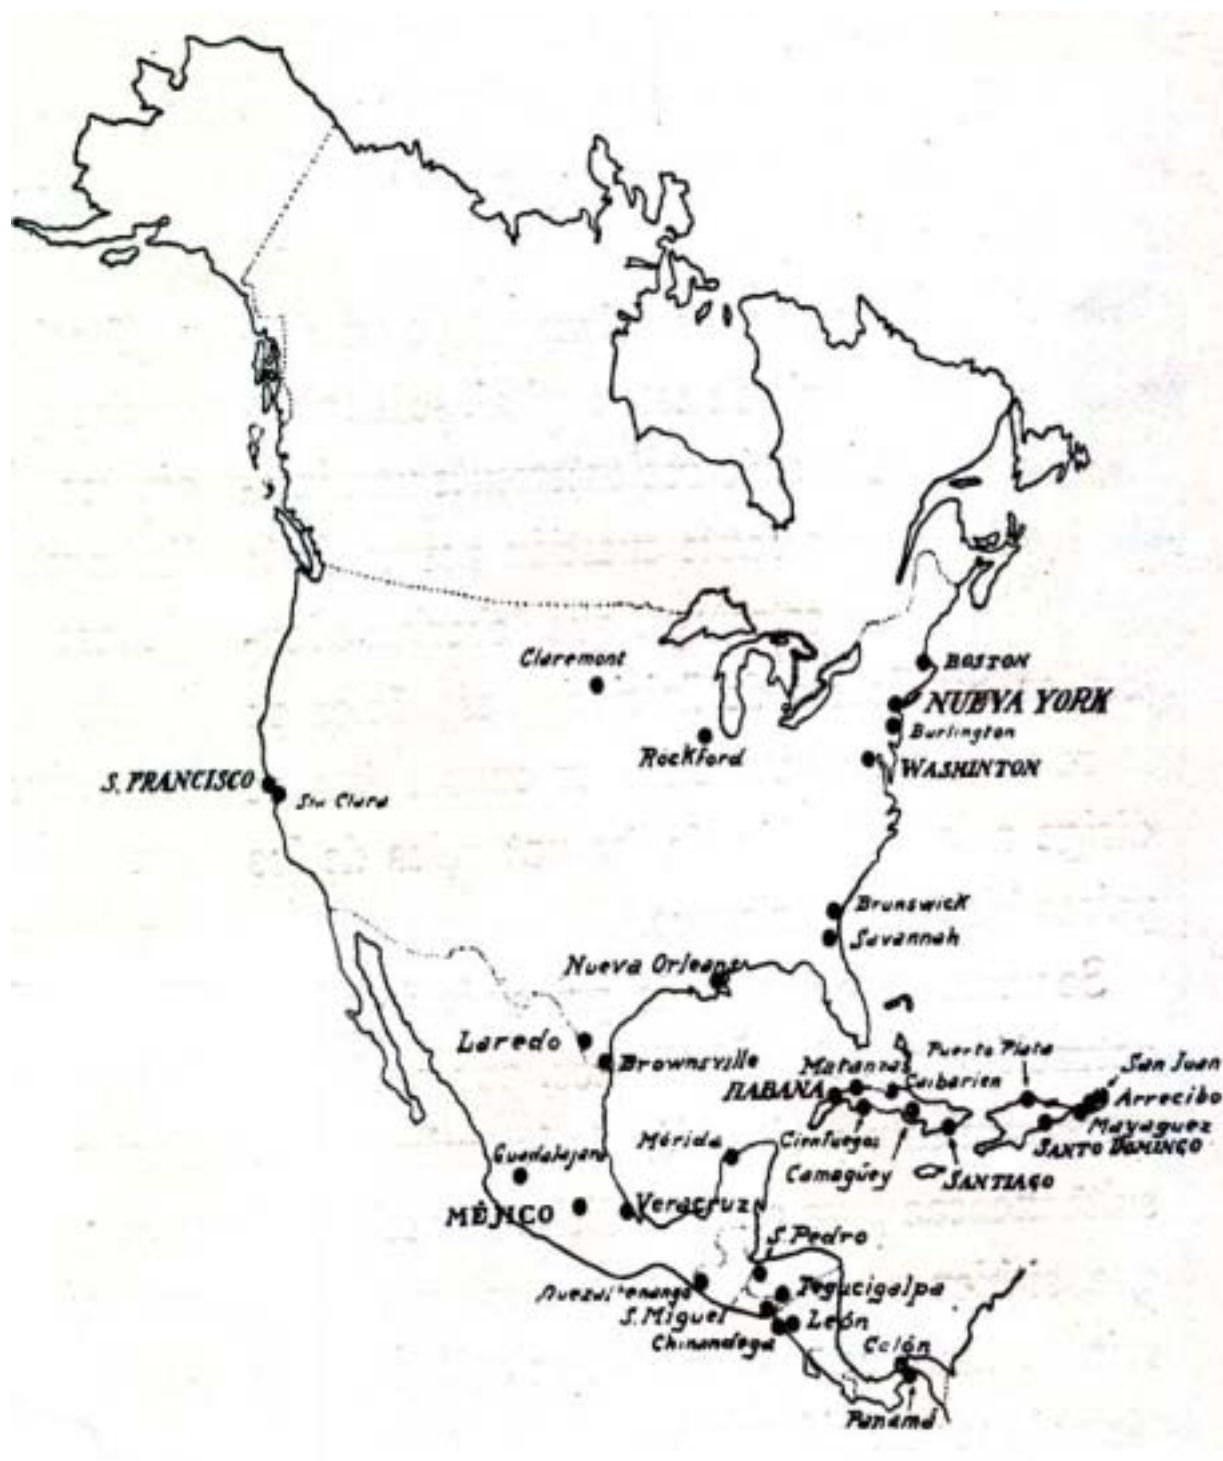 Claremont
BOSTON
NUEVA YORK
Burlington
Rockford
WASHINTON
S. FRANCISCO
Sta Clara
Brunswick
Savannah
Nueva Orleans
Laredo
Brownsville
Puerto Plata
San Juan
Matanzas
Caibarien
HABANA
Arrecibo
Mayaguez
Cienfuegos
SANTO DOMINGO
Mérida
Guadalajara
Camagüey
SANTIAGO
MÉJICO
Veracruz
S. Pedro
Quezaltenango
Tegucigalpa
S. Miguel
León
Chinandega
Colón
Panamá